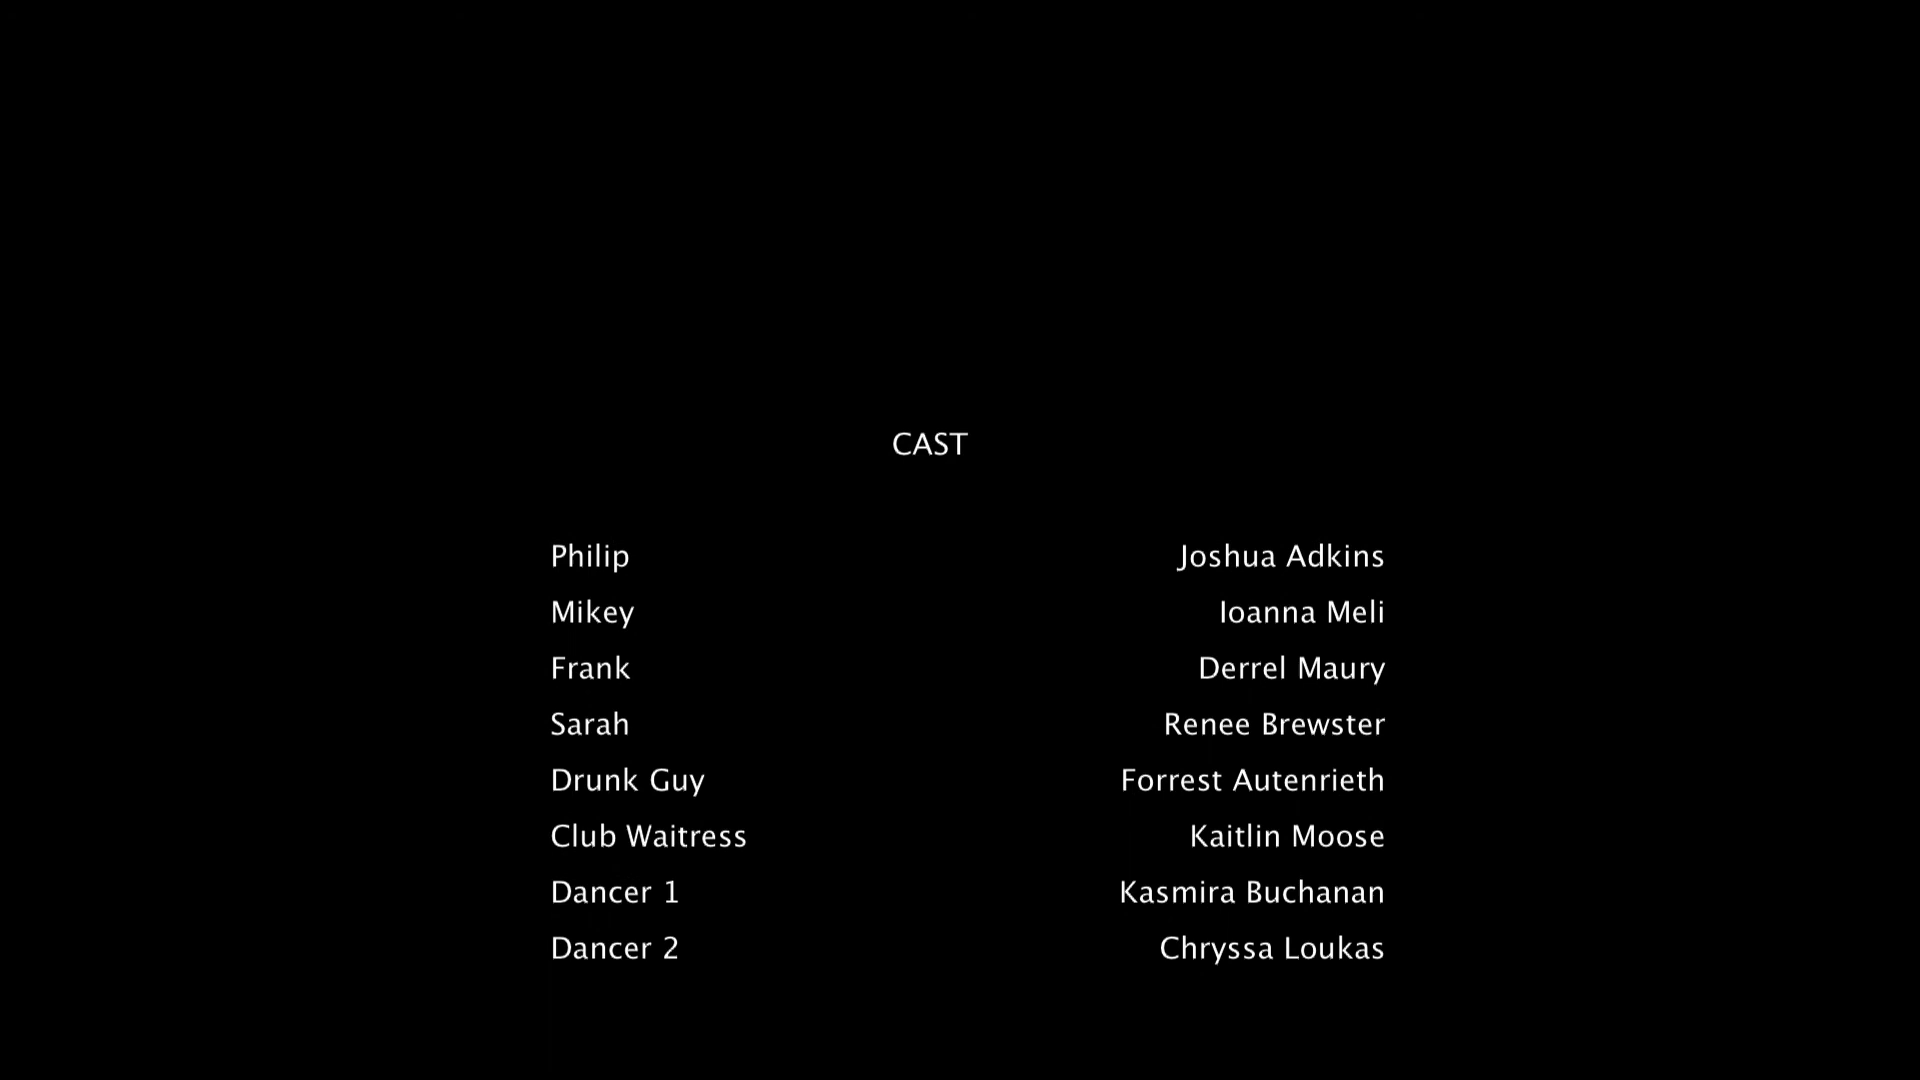 CAST
Philip Joshua Adkins
Mikey Ioanna Meli
Frank Derrel Maury
Sarah Renee Brewster
Drunk Guy Forrest Autenrieth
Club Waitress Kaitlin Moose
Dancer 1 Kasmira Buchanan
Dancer 2 Chryssa Loukas